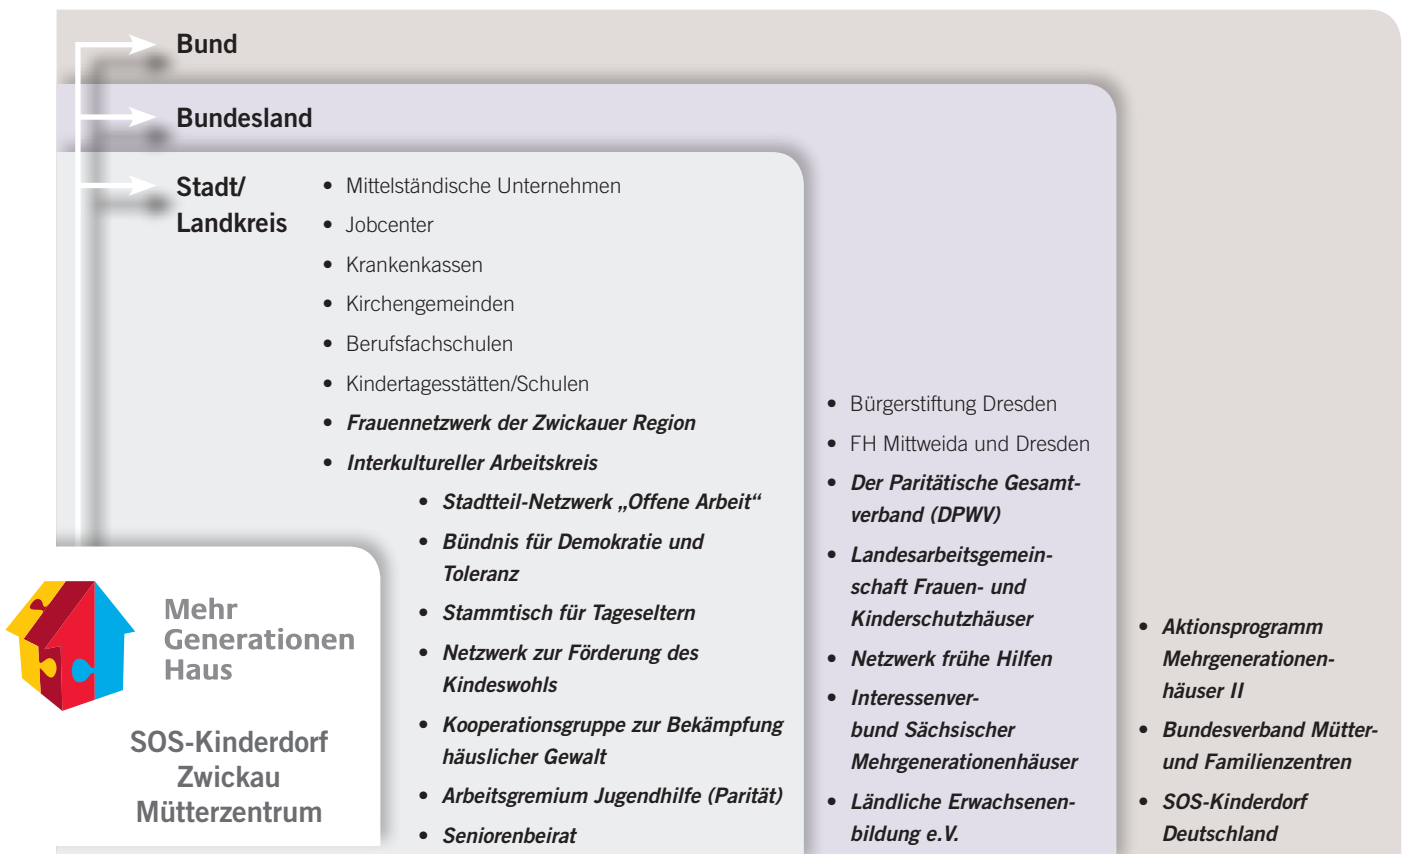 Bund
Bundesland
Stadt/
Landkreis
• Mittelständische Unternehmen
• Jobcenter
• Krankenkassen
• Kirchengemeinden
• Berufsfachschulen
• Kindertagesstätten/Schulen
• Frauennetzwerk der Zwickauer Region
• Interkultureller Arbeitskreis
• Stadtteil-Netzwerk „Offene Arbeit“
• Bündnis für Demokratie und
Toleranz
• Stammtisch für Tageseltern
• Netzwerk zur Förderung des
Kindeswohls
• Kooperationsgruppe zur Bekämpfung
häuslicher Gewalt
• Arbeitsgremium Jugendhilfe (Parität)
• Seniorenbeirat
• Bürgerstiftung Dresden
• FH Mittweida und Dresden
• Der Paritätische Gesamt-
verband (DPWV)
• Landesarbeitsgemein-
schaft Frauen- und
Kinderschutzhäuser
• Netzwerk frühe Hilfen
• Interessenver-
bund Sächsischer
Mehrgenerationenhäuser
• Ländliche Erwachsenen-
bildung e.V.
• Aktionsprogramm
Mehrgenerationen-
häuser II
• Bundesverband Mütter-
und Familienzentren
• SOS-Kinderdorf
Deutschland
Mehr
Generationen
Haus
SOS-Kinderdorf
Zwickau
Mütterzentrum